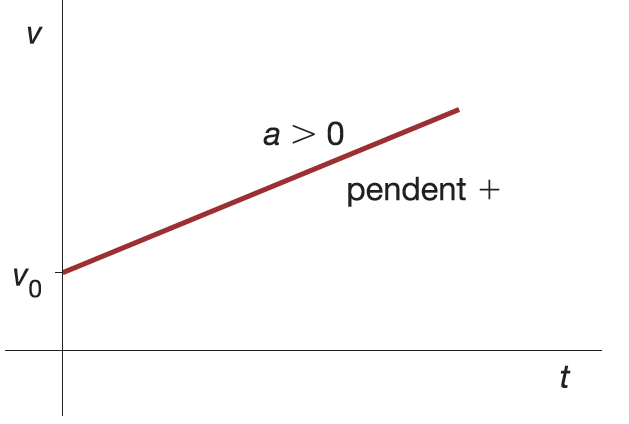 v
a > 0
pendent +
v₀
t